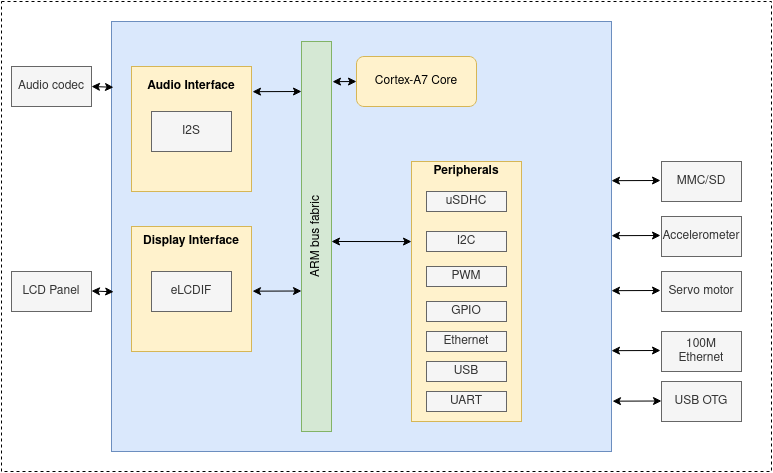 Audio codec
Audio Interface
I2S
Cortex-A7 Core
ARM bus fabric
Display Interface
eLCDIF
LCD Panel
Peripherals
uSDHC
I2C
PWM
GPIO
Ethernet
USB
UART
MMC/SD
Accelerometer
Servo motor
100M
Ethernet
USB OTG